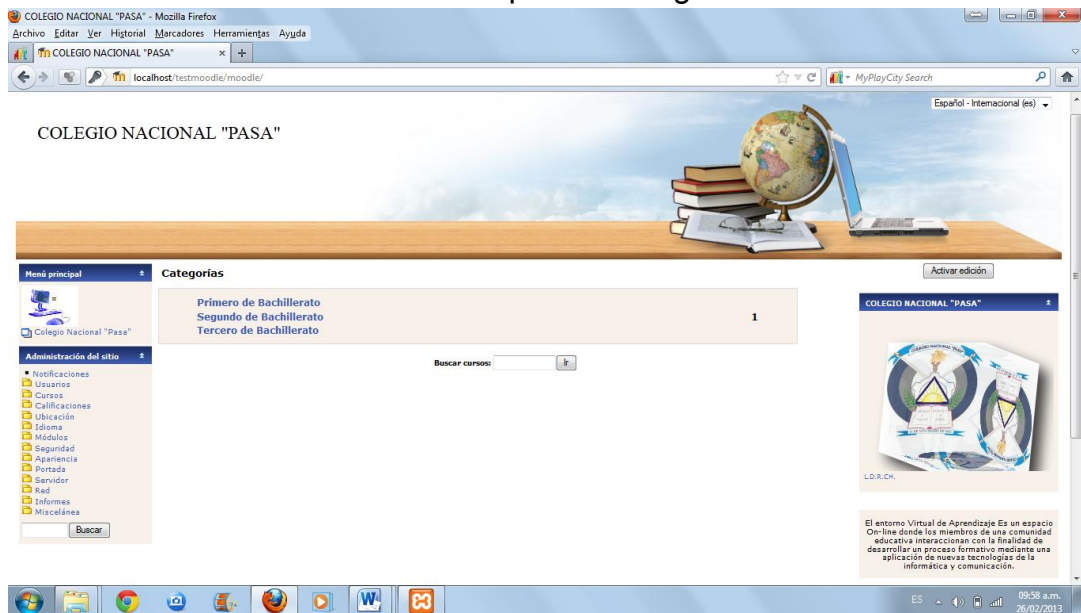 COLEGIO NACIONAL "PASA" - Mozilla Firefox
Archivo Editar Ver Historial Marcadores Herramientas Ayuda
COLEGIO NACIONAL "PASA" × +
localhost/testmoodle/moodle/
MyPlayCity Search
Español - Internacional (es)
COLEGIO NACIONAL "PASA"
Menú principal
Colegio Nacional "Pasa"
Administración del sitio
Notificaciones
Usuarios
Cursos
Calificaciones
Ubicación
Idioma
Módulos
Seguridad
Apariencia
Portada
Servidor
Red
Informes
Miscelánea
Buscar
Categorías
Primero de Bachillerato
Segundo de Bachillerato 1
Tercero de Bachillerato
Buscar cursos: Ir
Activar edición
COLEGIO NACIONAL "PASA"
L.D.R.CH.
El entorno Virtual de Aprendizaje Es un espacio
On-line donde los miembros de una comunidad
educativa interaccionan con la finalidad de
desarrollar un proceso formativo mediante una
aplicación de nuevas tecnologías de la
informática y comunicación.
ES 09:58 a.m.
26/02/2013